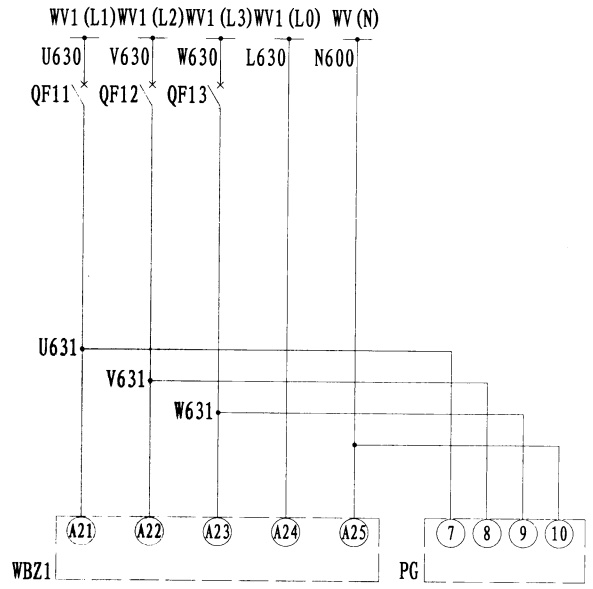 WV1(L1) WV1(L2) WV1(L3) WV1(L0) WV(N)
U630 V630 W630 L630 N600
QF11 QF12 QF13
U631
V631
W631
A21 A22 A23 A24 A25 7 8 9 10
WBZ1 PG